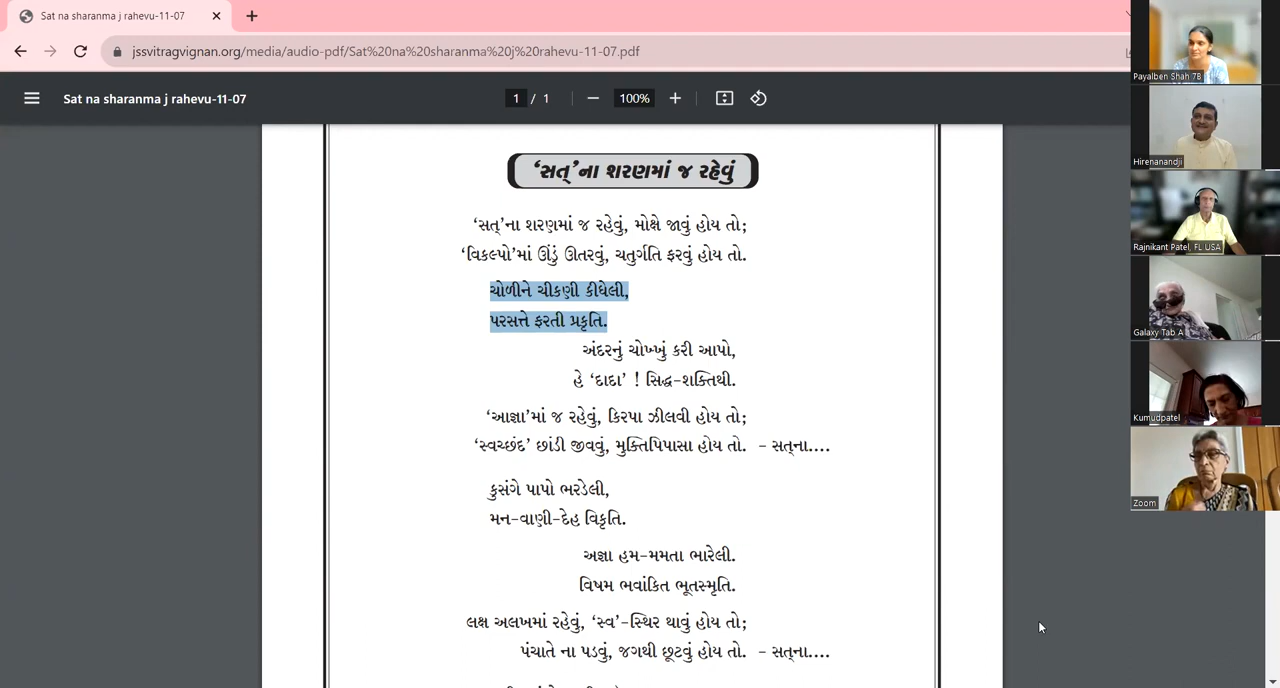 Sat na sharanma j rahevu-11-07
jssvitragvignan.org/media/audio-pdf/Sat%20na%20sharanma%20j%20rahevu-11-07.pdf
Sat na sharanma j rahevu-11-07
1 / 1
100%
‘સત્’ના શરણમાં જ રહેવું
‘સત્’ના શરણમાં જ રહેવું, મોક્ષે જાવું હોય તો;
‘વિકલ્પો’માં ઊંડું ઊતરવું, ચતુર્ગતિ ફરવું હોય તો.
ચોળીને ચીકણી કીધેલી,
પરસત્તે ફરતી પ્રકૃતિ.
અંદરનું ચોખ્ખું કરી આપો,
હે ‘દાદા’ ! સિદ્ધ-શક્તિથી.
‘આજ્ઞા’માં જ રહેવું, કિરપા ઝીલવી હોય તો;
‘સ્વચ્છંદ’ છાંડી જીવવું, મુક્તિપિપાસા હોય તો. - સત્ના....
કુસંગે પાપો ભરડેલી,
મન-વાણી-દેહ વિકૃતિ.
અજ્ઞા હમ-મમતા ભારેલી.
વિષમ ભવાંકિત ભૂતસ્મૃતિ.
લક્ષ અલખમાં રહેવું, ‘સ્વ’-સ્થિર થાવું હોય તો;
પંચાતે ના પડવું, જગથી છૂટવું હોય તો. - સત્ના....
Payalben Shah 7B
Hirenanandji
Rajnikant Patel, FL USA
Galaxy Tab A
Kumudpatel
Zoom